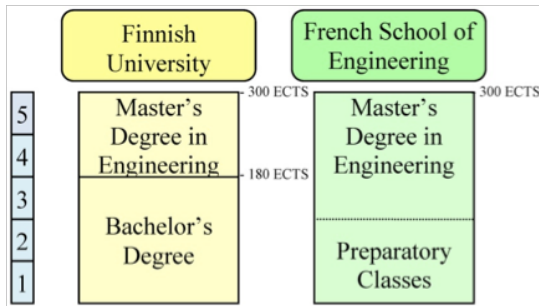 Finnish
University
French School of
Engineering
5
4
3
2
1
300 ECTS
Master's
Degree in
Engineering
180 ECTS
Bachelor's
Degree
300 ECTS
Master's
Degree in
Engineering
Preparatory
Classes